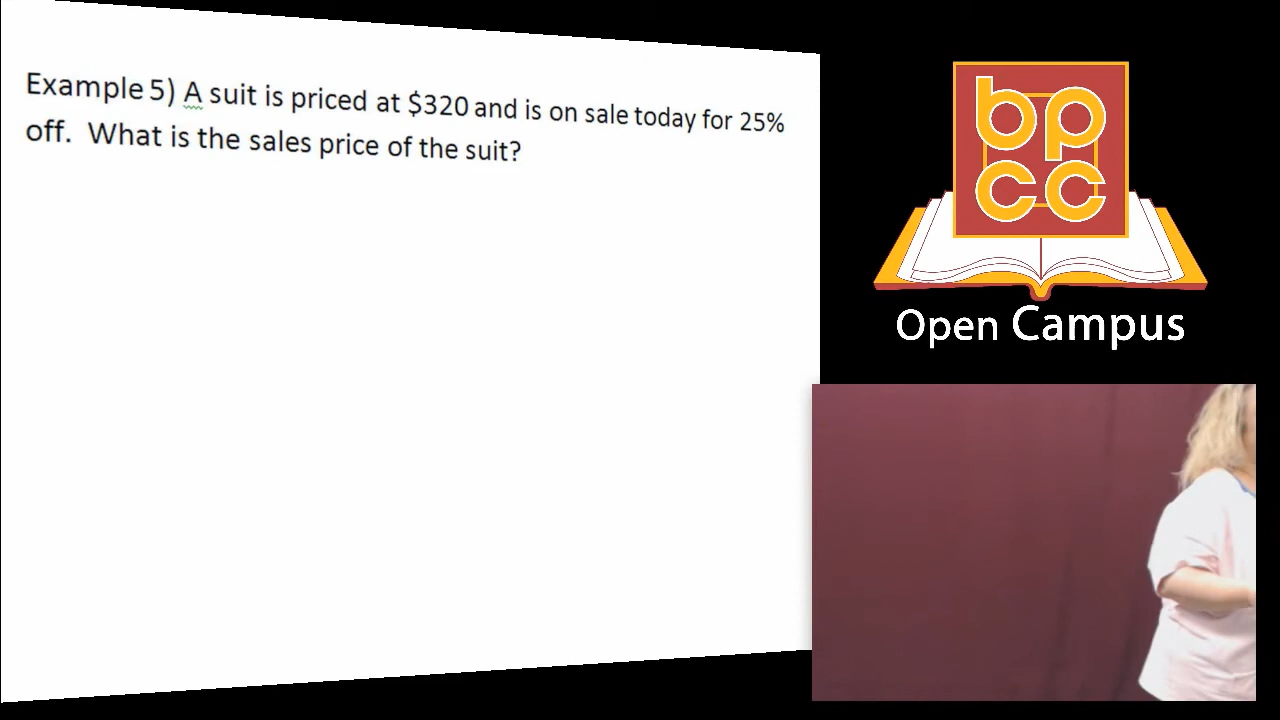 Example 5) A suit is priced at $320 and is on sale today for 25%
off. What is the sales price of the suit?
bp
cc
Open Campus